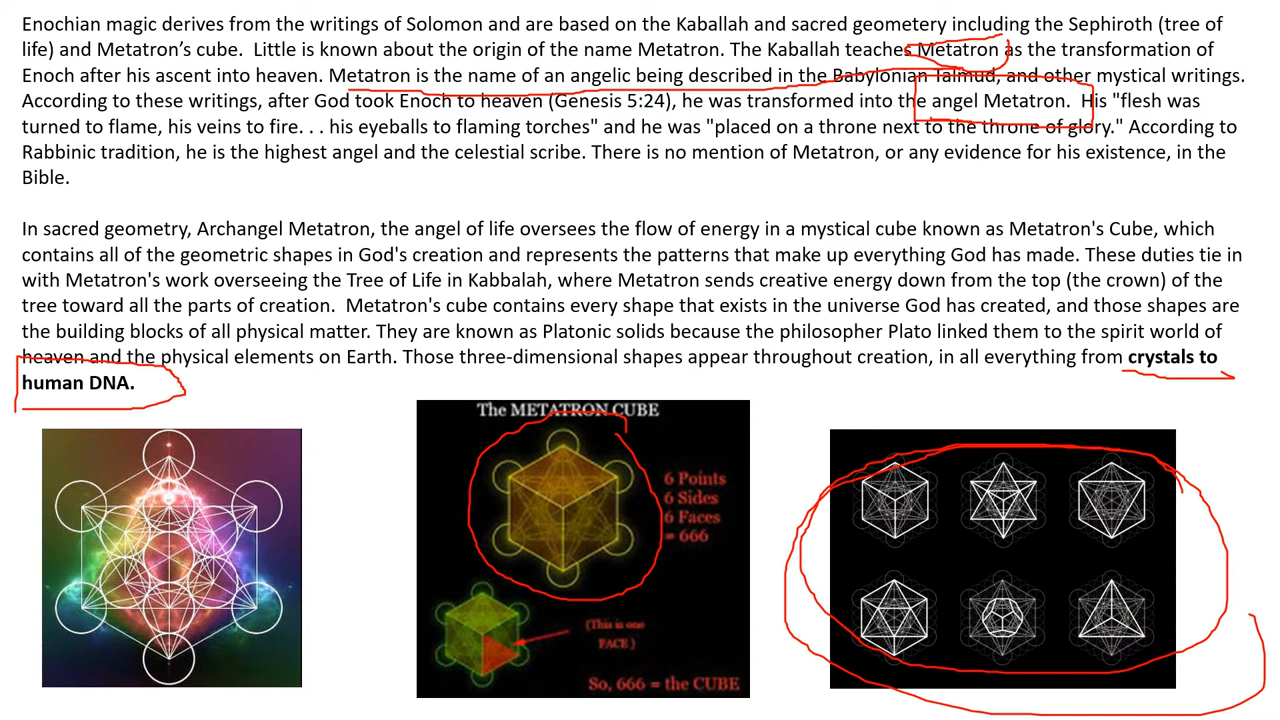 Enochian magic derives from the writings of Solomon and are based on the Kaballah and sacred geometery including the Sephiroth (tree of
life) and Metatron’s cube.  Little is known about the origin of the name Metatron. The Kaballah teaches Metatron as the transformation of
Enoch after his ascent into heaven. Metatron is the name of an angelic being described in the Babylonian Talmud, and other mystical writings.
According to these writings, after God took Enoch to heaven (Genesis 5:24), he was transformed into the angel Metatron.  His "flesh was
turned to flame, his veins to fire. . . his eyeballs to flaming torches" and he was "placed on a throne next to the throne of glory." According to
Rabbinic tradition, he is the highest angel and the celestial scribe. There is no mention of Metatron, or any evidence for his existence, in the
Bible.
In sacred geometry, Archangel Metatron, the angel of life oversees the flow of energy in a mystical cube known as Metatron's Cube, which
contains all of the geometric shapes in God's creation and represents the patterns that make up everything God has made. These duties tie in
with Metatron's work overseeing the Tree of Life in Kabbalah, where Metatron sends creative energy down from the top (the crown) of the
tree toward all the parts of creation.  Metatron's cube contains every shape that exists in the universe God has created, and those shapes are
the building blocks of all physical matter. They are known as Platonic solids because the philosopher Plato linked them to the spirit world of
heaven and the physical elements on Earth. Those three-dimensional shapes appear throughout creation, in all everything from crystals to
human DNA.
The METATRON CUBE
6 Points
6 Sides
6 Faces
= 666
(This is one
FACE)
So, 666 = the CUBE